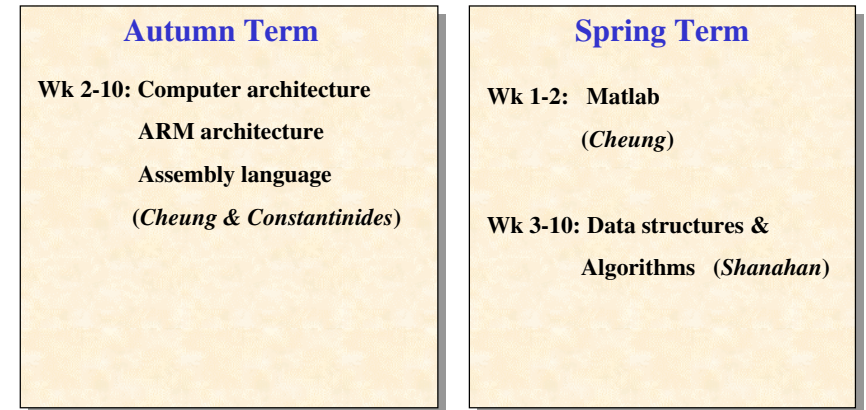 Autumn Term
Wk 2-10: Computer architecture
ARM architecture
Assembly language
(Cheung & Constantinides)
Spring Term
Wk 1-2: Matlab
(Cheung)
Wk 3-10: Data structures &
Algorithms (Shanahan)